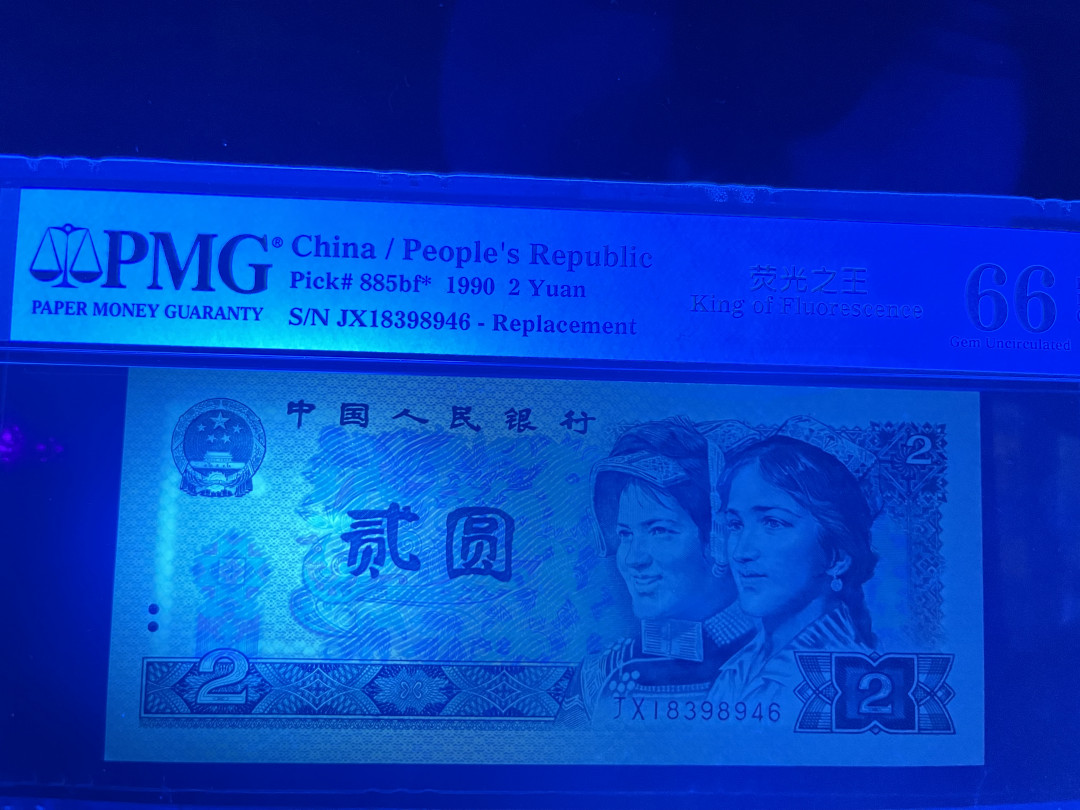 PMG®
PAPER MONEY GUARANTY
China / People's Republic
Pick# 885bf* 1990 2 Yuan
S/N JX18398946 - Replacement
荧光之王
King of Fluorescence
66
Gem Uncirculated
中国人民银行
2
贰圆
2
JX18398946
2